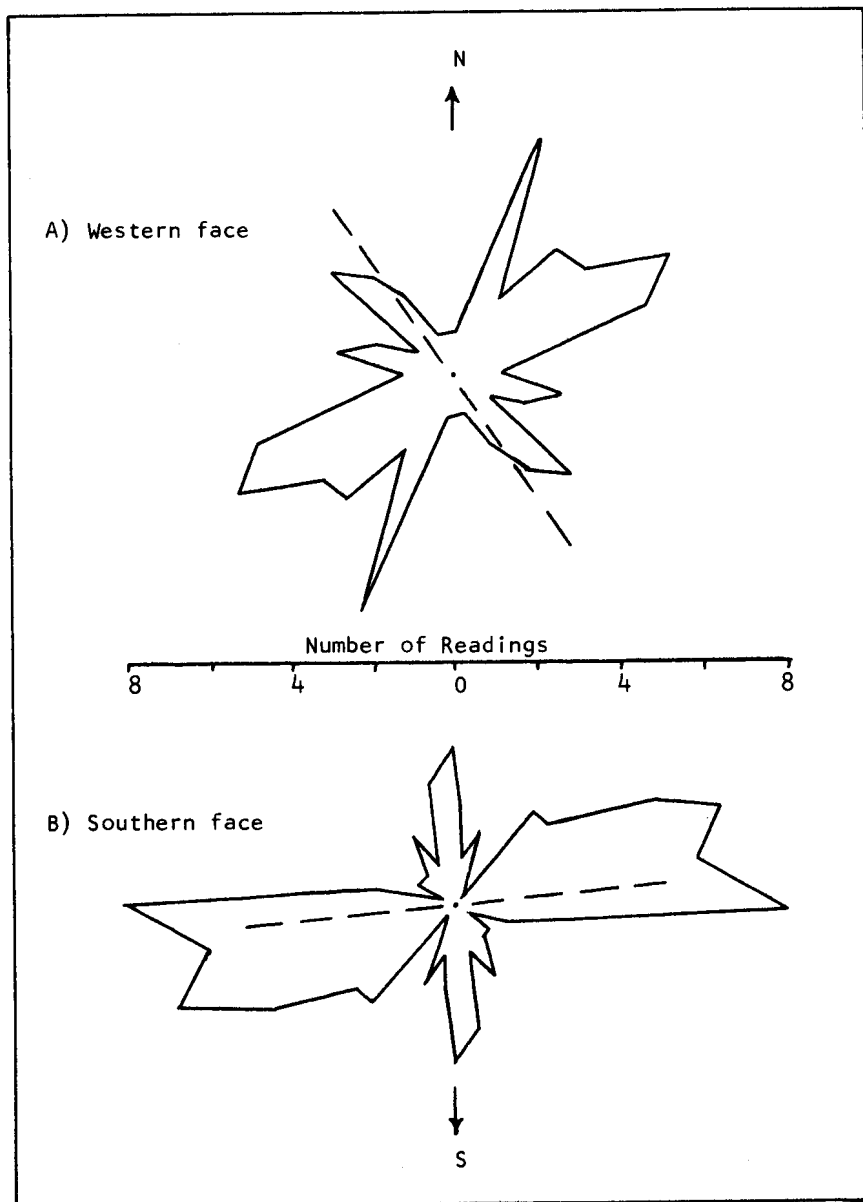 N
A) Western face
Number of Readings
8 4 0 4 8
B) Southern face
S